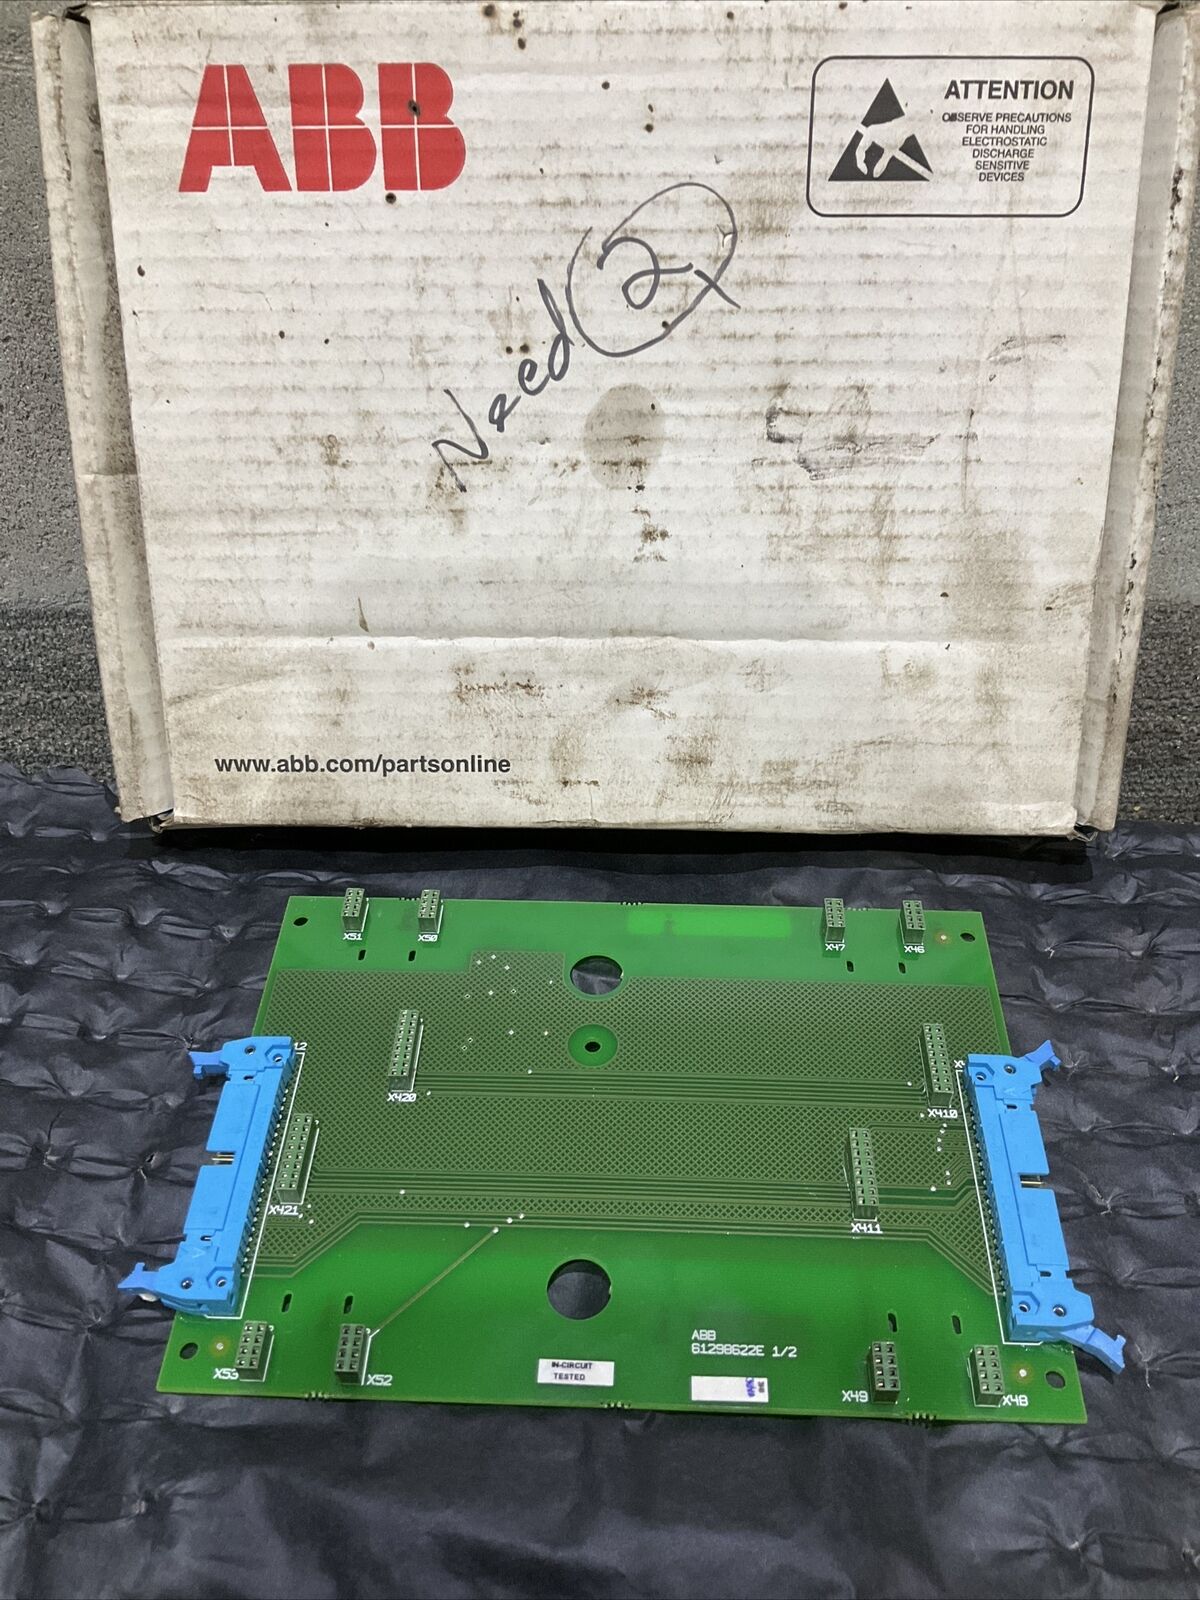 ABB
ATTENTION
OBSERVE PRECAUTIONS
FOR HANDLING
ELECTROSTATIC
DISCHARGE
SENSITIVE
DEVICES
Need 2
www.abb.com/partsonline
X51
X50
X47
X46
X420
X410
X421
X411
ABB
61298622E 1/2
IN-CIRCUIT
TESTED
X53
X52
X49
X48